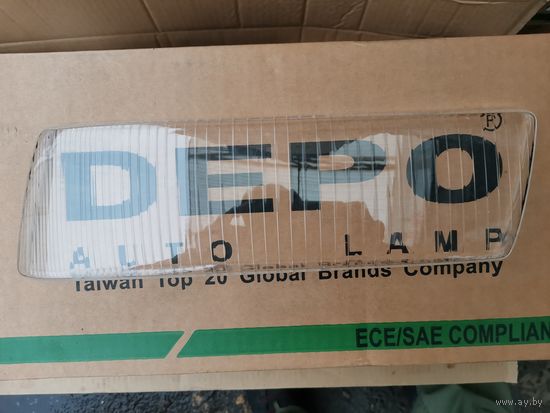 DEPO®
AUTO LAMP
Taiwan Top 20 Global Brands Company
ECE/SAE COMPLIAN
www.ay.by